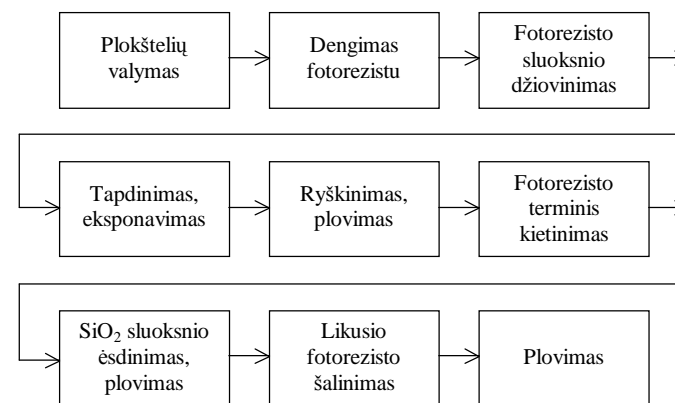 Plokštelių
valymas
Dengimas
fotorezistu
Fotorezisto
sluoksnio
džiovinimas
Tapdinimas,
eksponavimas
Ryškinimas,
plovimas
Fotorezisto
terminis
kietinimas
SiO₂ sluoksnio
ėsdinimas,
plovimas
Likusio
fotorezisto
šalinimas
Plovimas